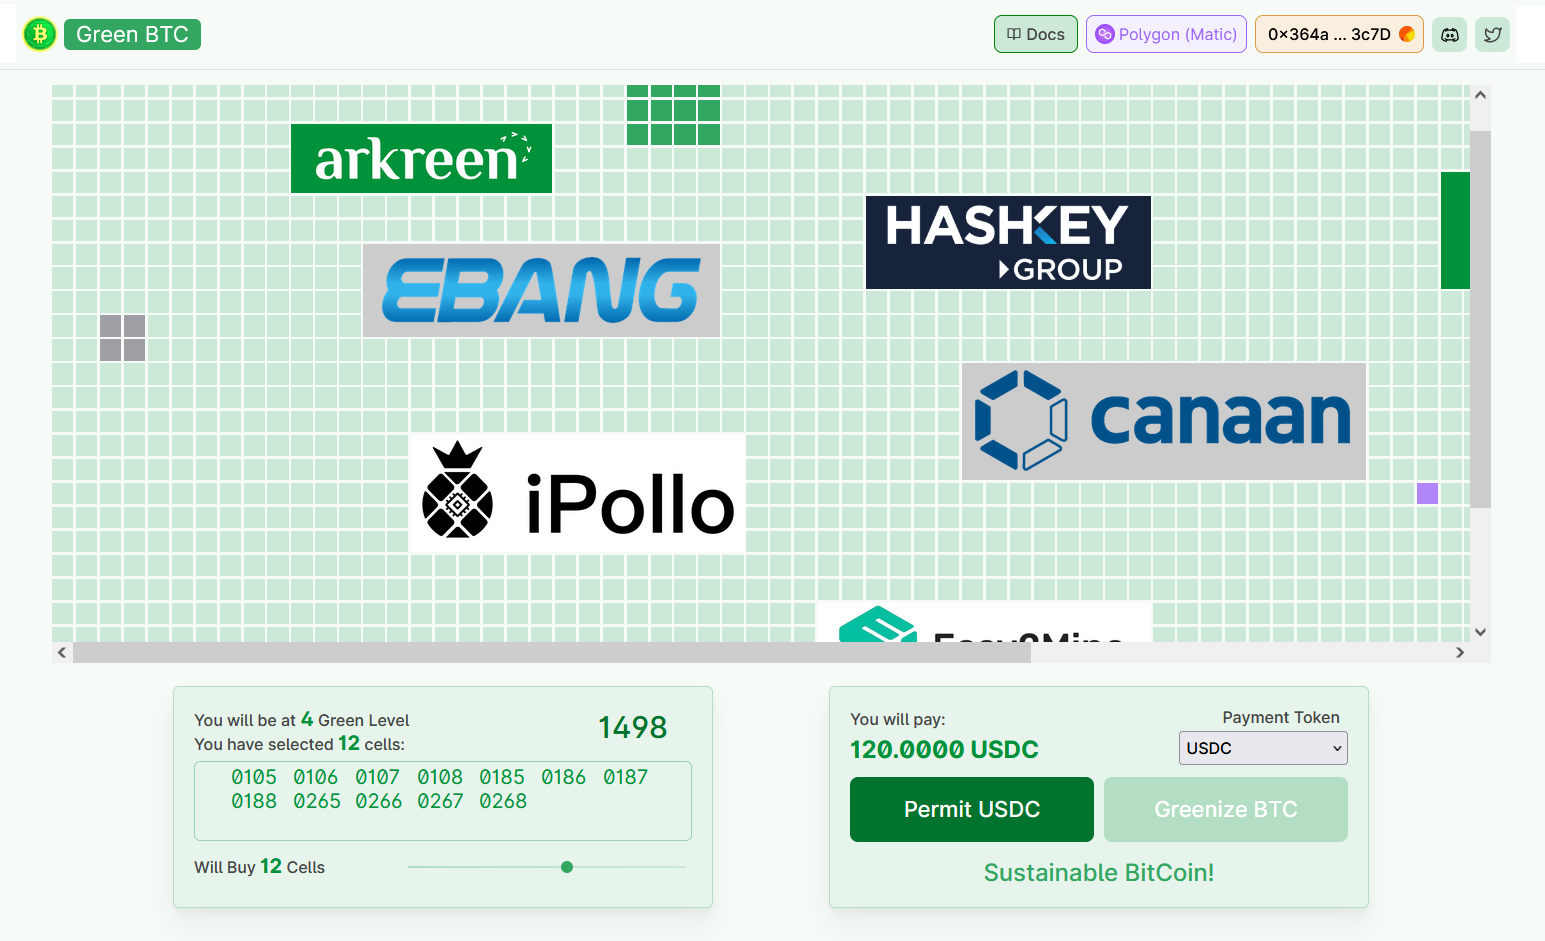 Green BTC
Docs
Polygon (Matic)
0x364a ... 3c7D
arkreen
HASHKEY
GROUP
EBANG
canaan
iPollo
You will be at 4 Green Level
1498
You have selected 12 cells:
0105 0106 0107 0108 0185 0186 0187
0188 0265 0266 0267 0268
Will Buy 12 Cells
You will pay:
Payment Token
120.0000 USDC
USDC
Permit USDC
Greenize BTC
Sustainable BitCoin!